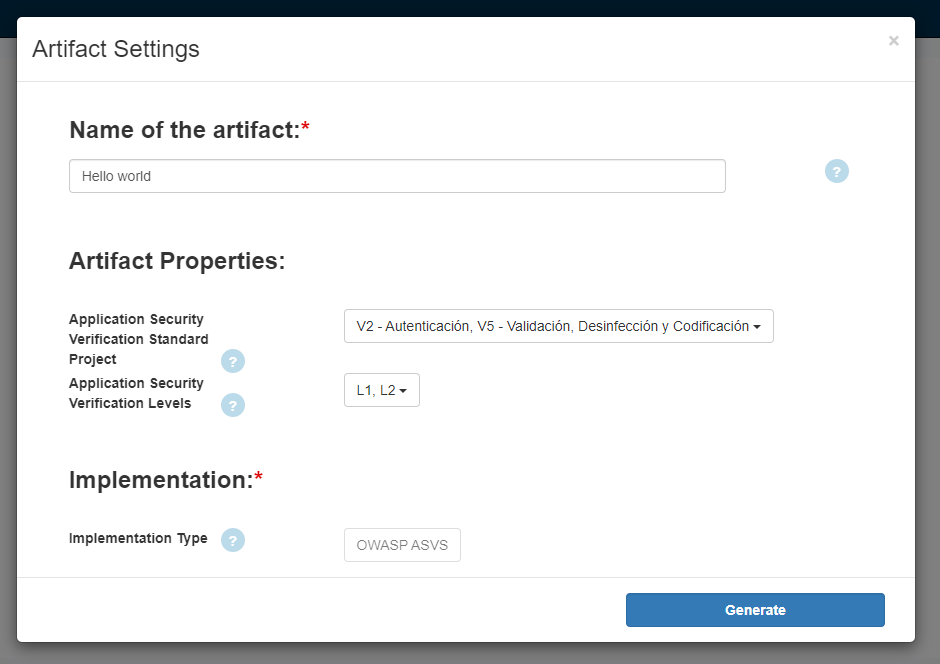 Artifact Settings
×
Name of the artifact:*
Hello world
?
Artifact Properties:
Application Security
Verification Standard
Project
?
V2 - Autenticación, V5 - Validación, Desinfección y Codificación
Application Security
Verification Levels
?
L1, L2
Implementation:*
Implementation Type
?
OWASP ASVS
Generate